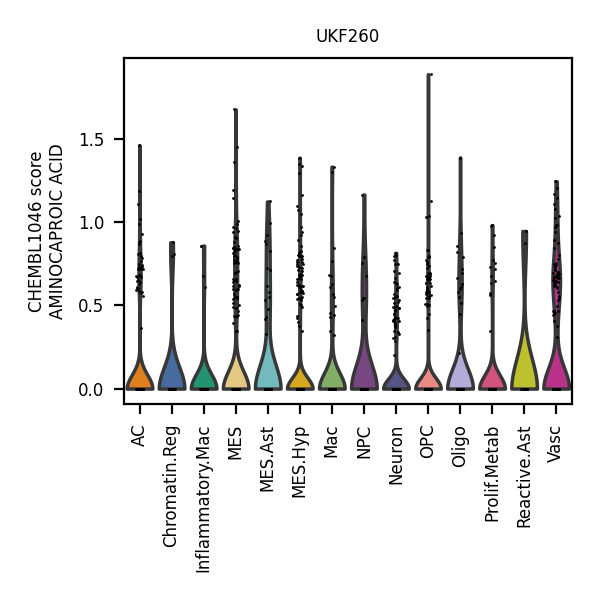 UKF260
CHEMBL1046 score
AMINOCAPROIC ACID
1.5
1.0
0.5
0.0
AC
Chromatin.Reg
Inflammatory.Mac
MES
MES.Ast
MES.Hyp
Mac
NPC
Neuron
OPC
Oligo
Prolif.Metab
Reactive.Ast
Vasc